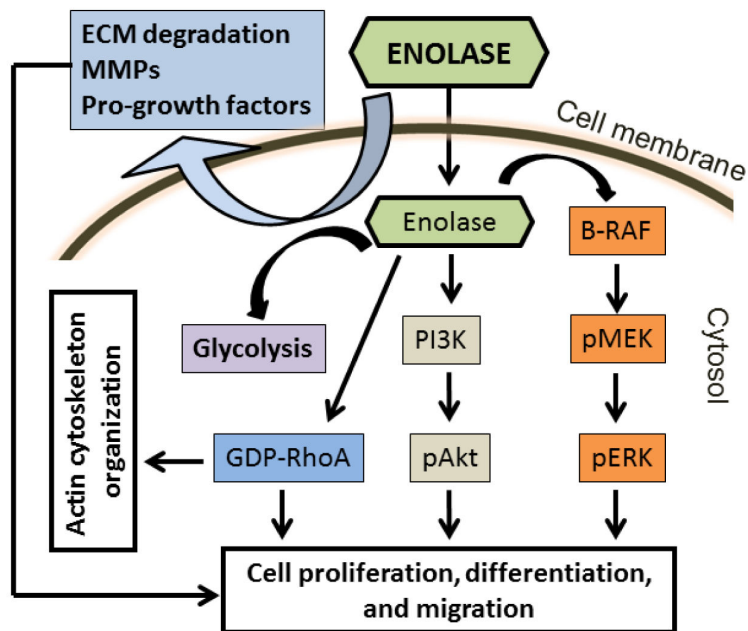 ECM degradation
MMPs
Pro-growth factors
ENOLASE
Cell membrane
Enolase
B-RAF
Glycolysis
PI3K
pMEK
Cytosol
Actin cytoskeleton
organization
GDP-RhoA
pAkt
pERK
Cell proliferation, differentiation,
and migration